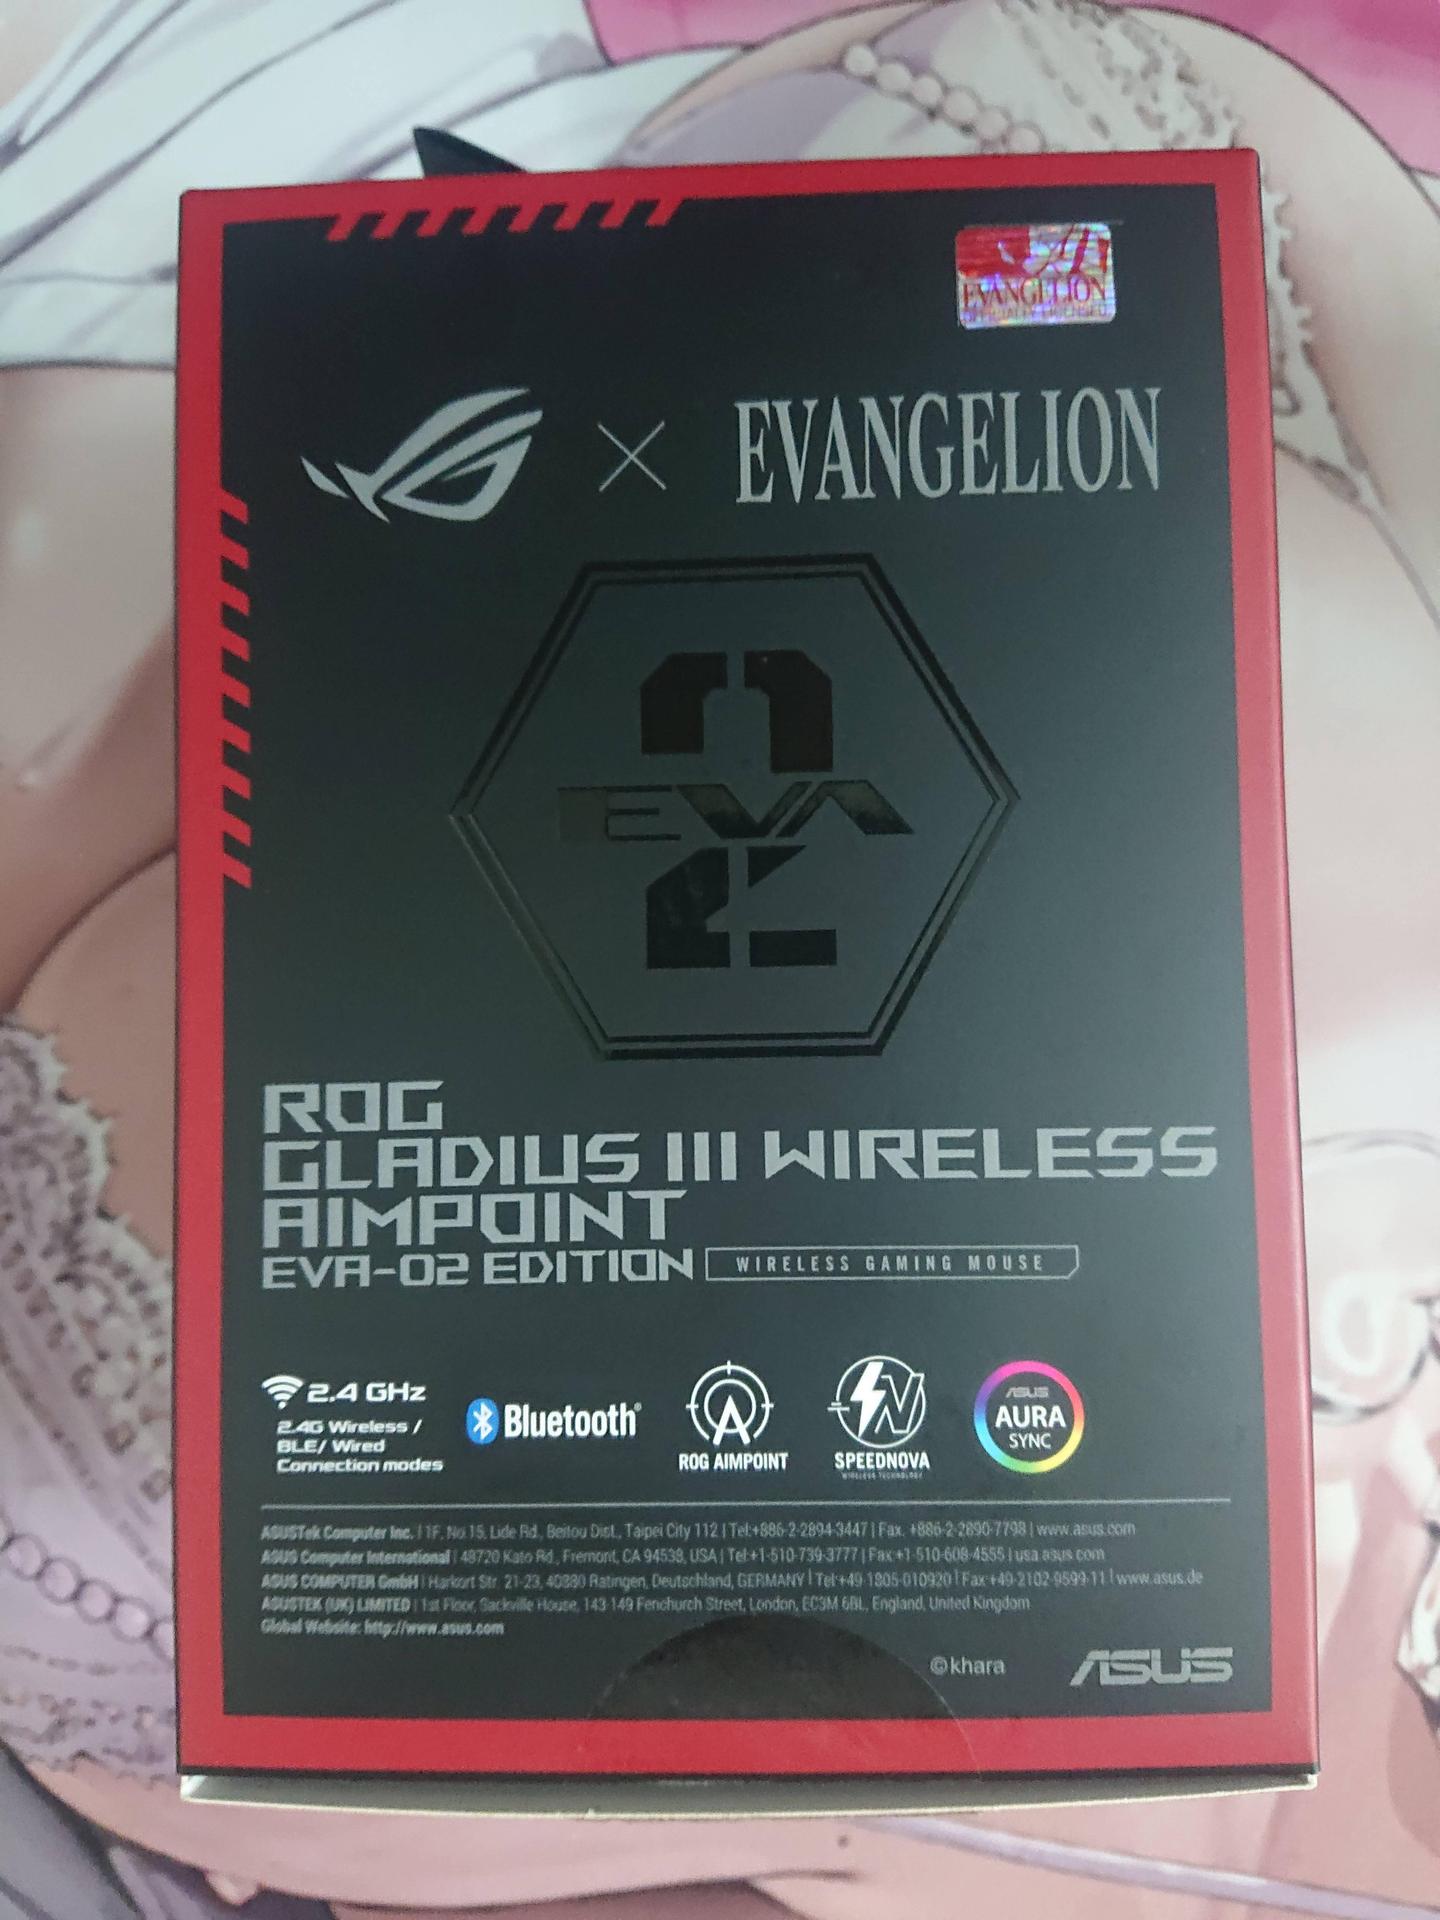 EVANGELION
OFFICIALLY LICENSED
× EVANGELION
02
EVA
ROG
GLADIUS III WIRELESS
AIMPOINT
EVA-02 EDITION WIRELESS GAMING MOUSE
2.4 GHz
2.4G Wireless /
BLE/ Wired
Connection modes
Bluetooth®
ROG AIMPOINT
SPEEDNOVA
WIRELESS TECHNOLOGY
ASUS
AURA
SYNC
ASUSTek Computer Inc. | 1F, No.15, Lide Rd., Beitou Dist., Taipei City 112 | Tel:+886-2-2894-3447 | Fax. +886-2-2890-7798 | www.asus.com
ASUS Computer International | 48720 Kato Rd., Fremont, CA 94538, USA | Tel:+1-510-739-3777 | Fax:+1-510-608-4555 | usa.asus.com
ASUS COMPUTER GmbH | Harkort Str. 21-23, 40880 Ratingen, Deutschland, GERMANY | Tel:+49-1805-010920 | Fax:+49-2102-9599-11 | www.asus.de
ASUSTEK (UK) LIMITED | 1st Floor, Sackville House, 143-149 Fenchurch Street, London, EC3M 6BL, England, United Kingdom
Global Website: http://www.asus.com
©khara
ASUS